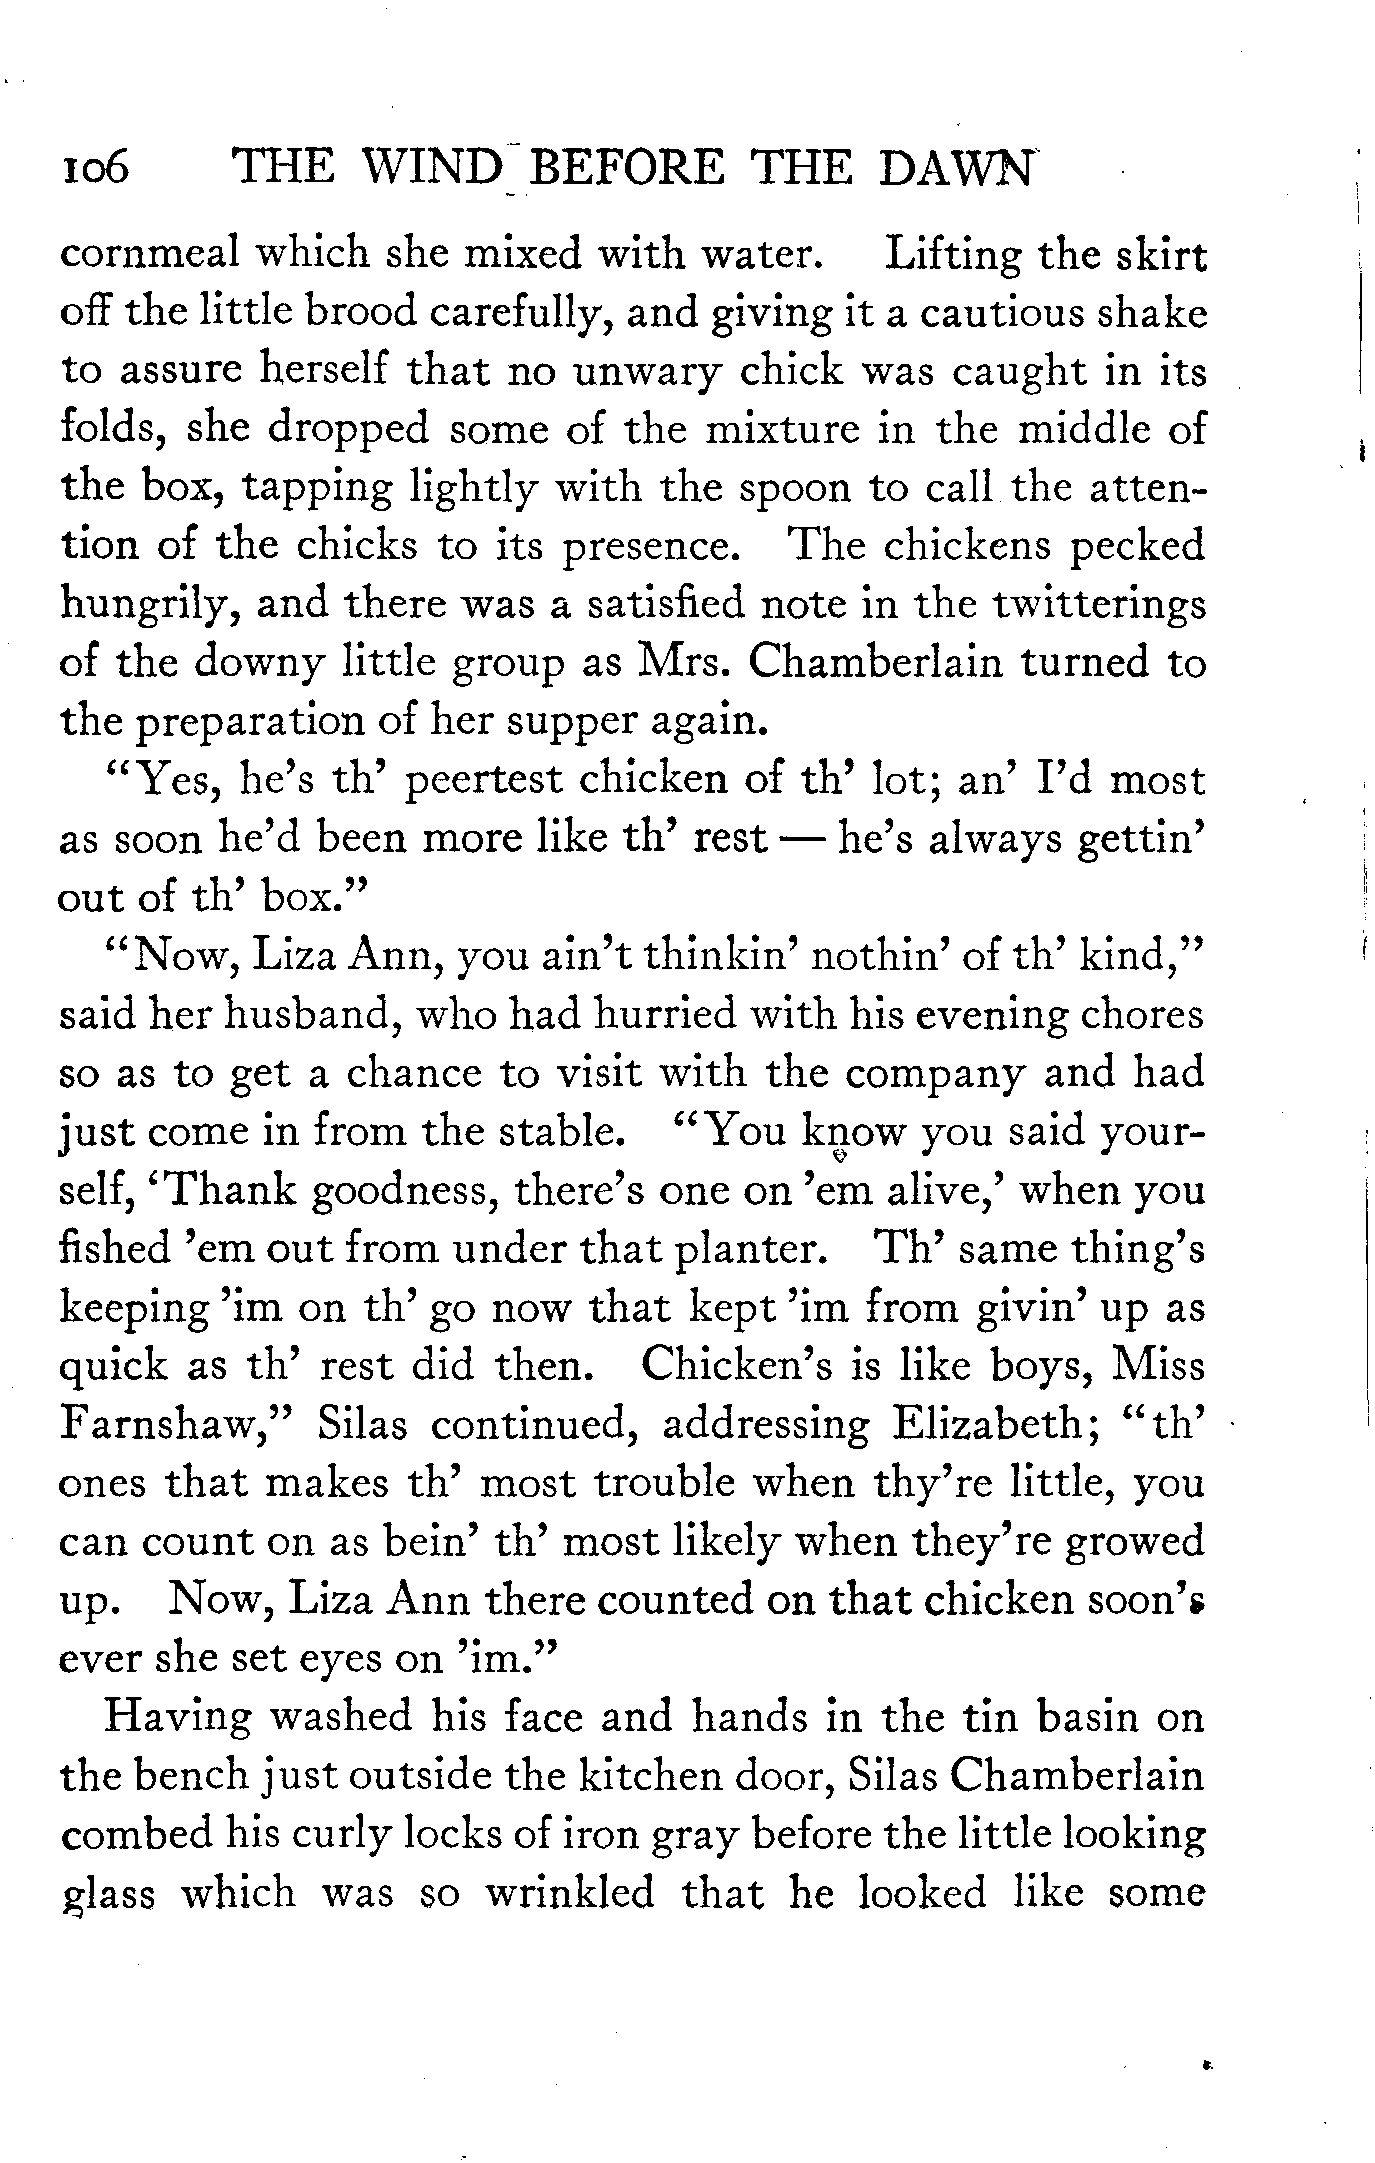 106 THE WIND BEFORE THE DAWN
cornmeal which she mixed with water. Lifting the skirt
off the little brood carefully, and giving it a cautious shake
to assure herself that no unwary chick was caught in its
folds, she dropped some of the mixture in the middle of
the box, tapping lightly with the spoon to call the atten-
tion of the chicks to its presence. The chickens pecked
hungrily, and there was a satisfied note in the twitterings
of the downy little group as Mrs. Chamberlain turned to
the preparation of her supper again.
“Yes, he’s th’ peertest chicken of th’ lot; an’ I’d most
as soon he’d been more like th’ rest — he’s always gettin’
out of th’ box.”
“Now, Liza Ann, you ain’t thinkin’ nothin’ of th’ kind,”
said her husband, who had hurried with his evening chores
so as to get a chance to visit with the company and had
just come in from the stable. “You know you said your-
self, ‘Thank goodness, there’s one on ’em alive,’ when you
fished ’em out from under that planter. Th’ same thing’s
keeping ’im on th’ go now that kept ’im from givin’ up as
quick as th’ rest did then. Chicken’s is like boys, Miss
Farnshaw,” Silas continued, addressing Elizabeth; “th’
ones that makes th’ most trouble when thy’re little, you
can count on as bein’ th’ most likely when they’re growed
up. Now, Liza Ann there counted on that chicken soon’s
ever she set eyes on ’im.”
Having washed his face and hands in the tin basin on
the bench just outside the kitchen door, Silas Chamberlain
combed his curly locks of iron gray before the little looking
glass which was so wrinkled that he looked like some